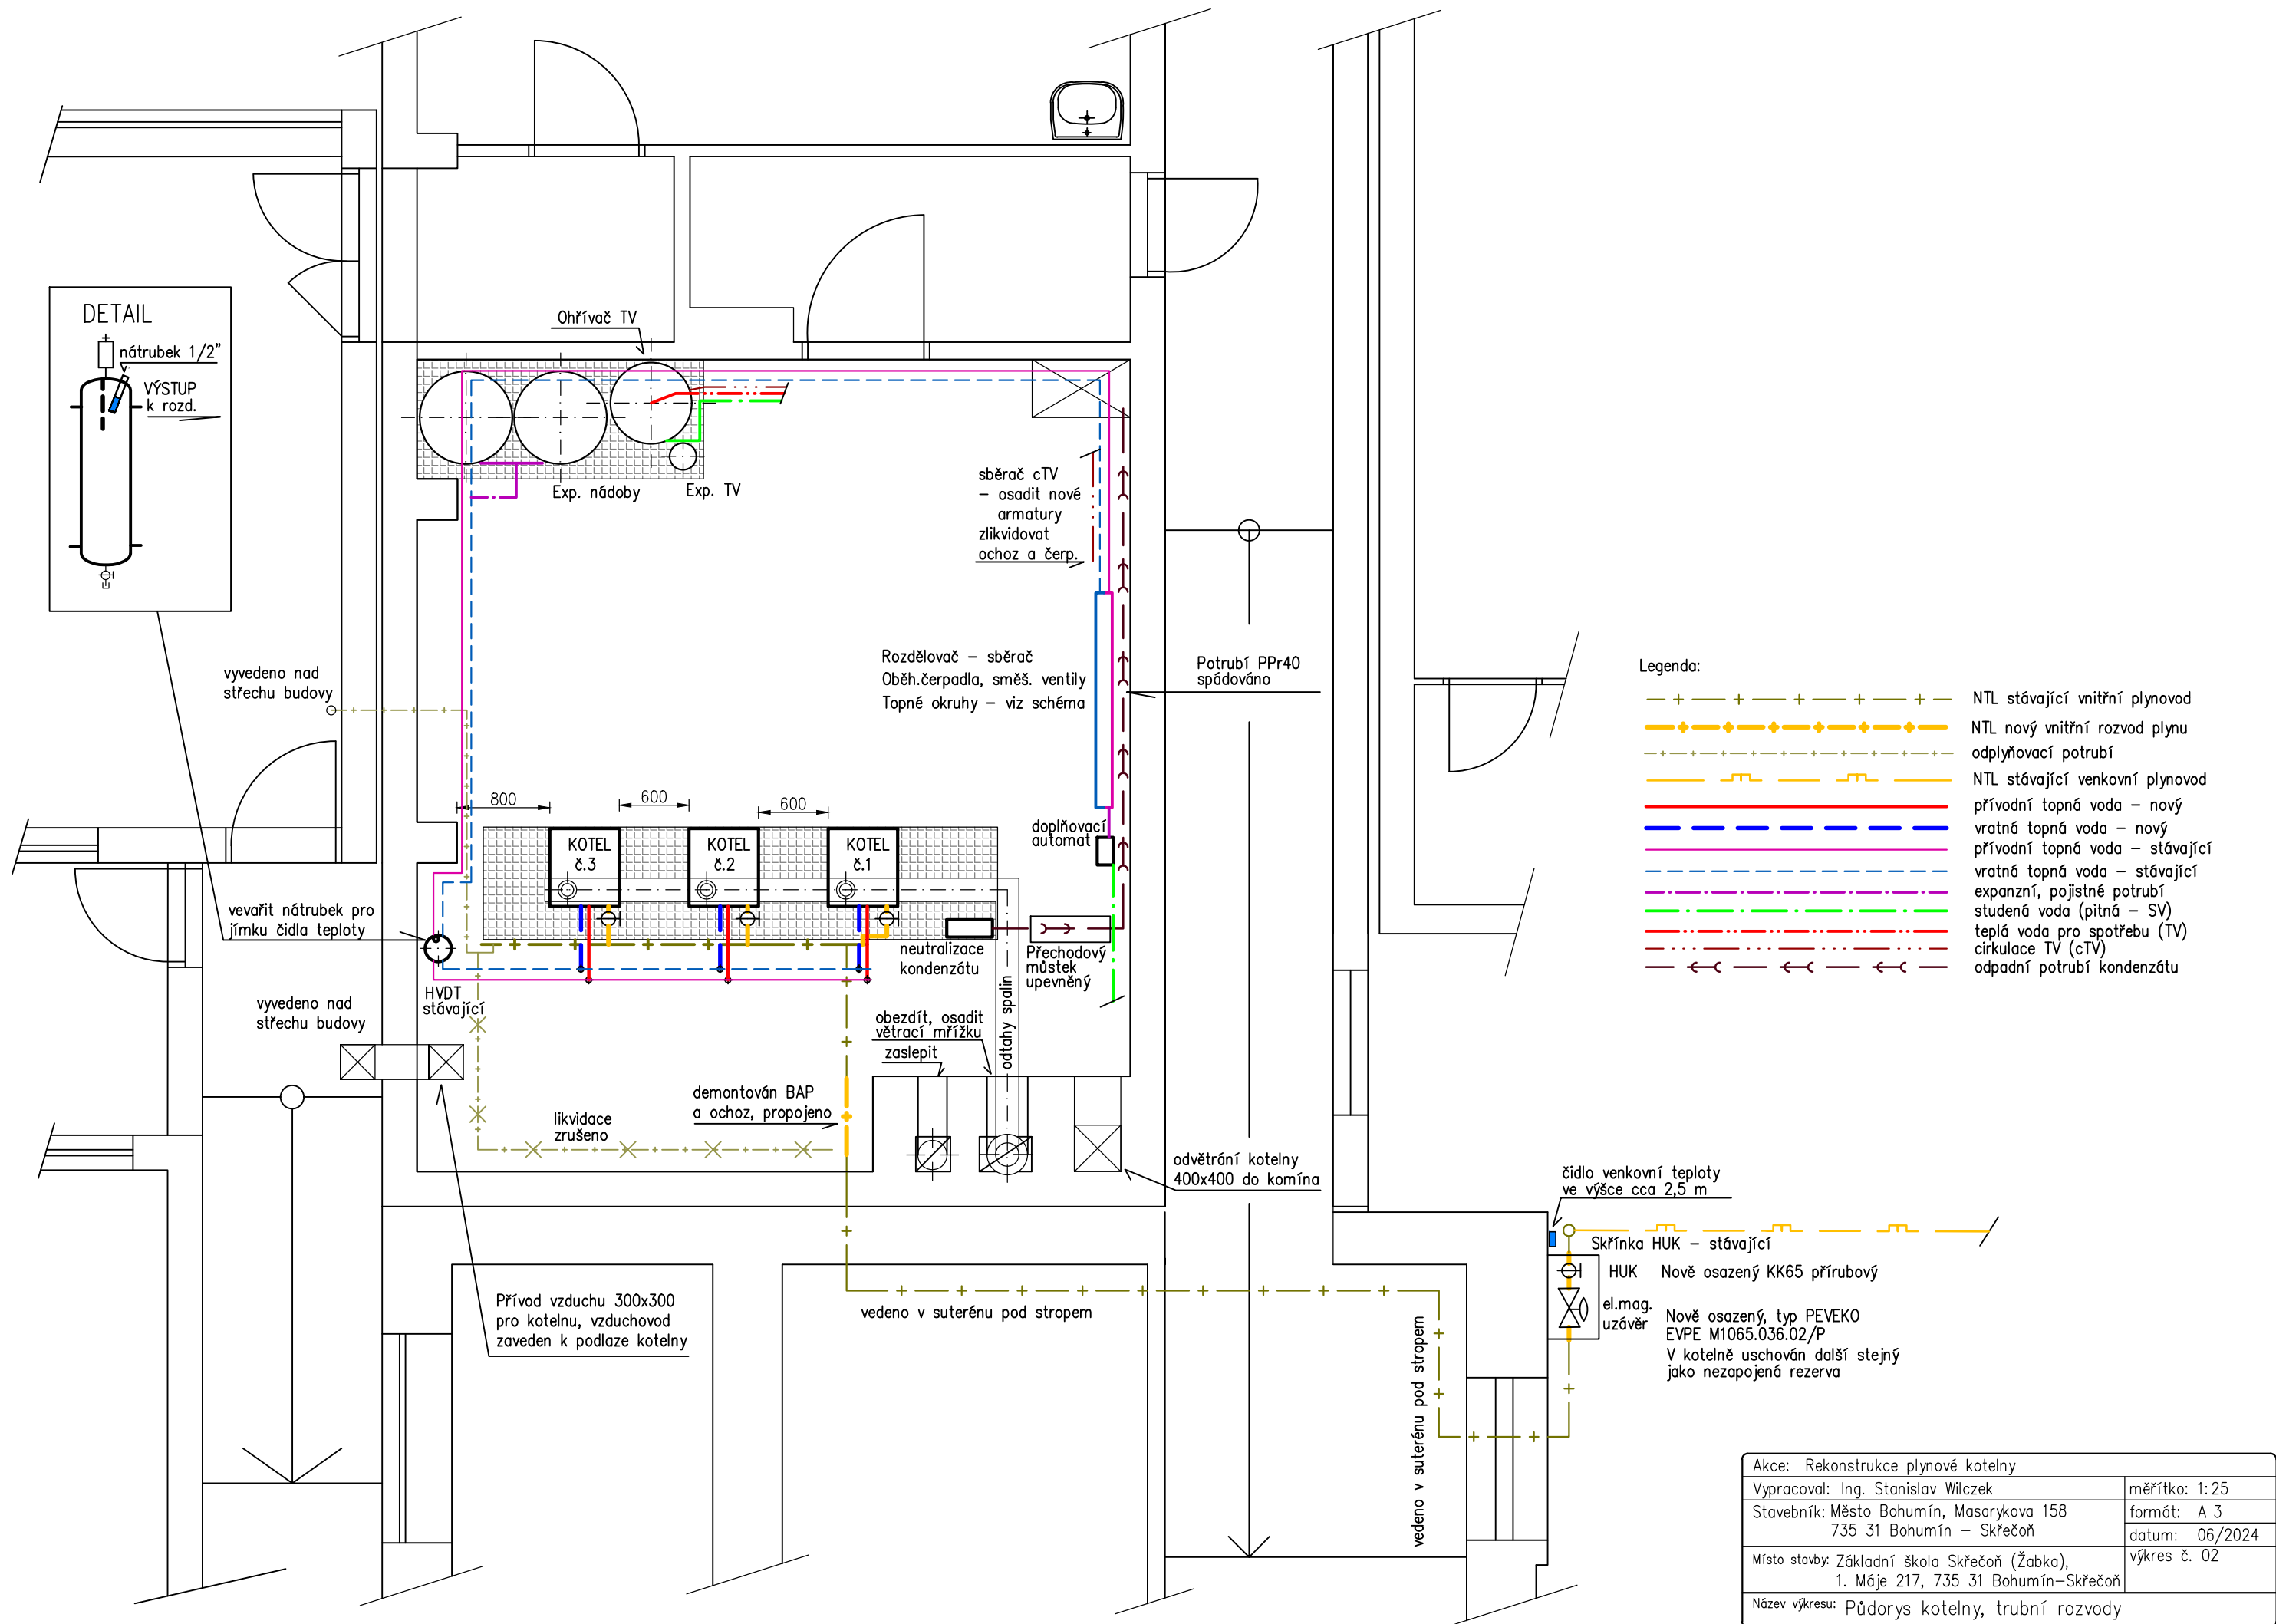 DETAIL
nátrubek 1/2"
VÝSTUP
k rozd.
Ohřívač TV
Exp. nádoby
Exp. TV
sběrač cTV
– osadit nové
armatury
zlikvidovat
ochoz a čerp.
Rozdělovač – sběrač
Oběh.čerpadla, směš. ventily
Topné okruhy – viz schéma
Potrubí PPr40
spádováno
vyvedeno nad
střechu budovy
800
600
600
KOTEL
č.3
KOTEL
č.2
KOTEL
č.1
doplňovací
automat
vevařit nátrubek pro
jímku čidla teploty
HVDT
stávající
neutralizace
kondenzátu
Přechodový
můstek
upevněný
odtahy spalin
vyvedeno nad
střechu budovy
obezdít, osadit
větrací mřížku
zaslepit
demontován BAP
a ochoz, propojeno
likvidace
zrušeno
odvětrání kotelny
400x400 do komína
Přívod vzduchu 300x300
pro kotelnu, vzduchovod
zaveden k podlaze kotelny
vedeno v suterénu pod stropem
vedeno v suterénu pod stropem
čidlo venkovní teploty
ve výšce cca 2,5 m
Skřínka HUK – stávající
HUK Nově osazený KK65 přírubový
el.mag.
uzávěr
Nově osazený, typ PEVEKO
EVPE M1065.036.02/P
V kotelně uschován další stejný
jako nezapojená rezerva
Legenda:
NTL stávající vnitřní plynovod
NTL nový vnitřní rozvod plynu
odplyňovací potrubí
NTL stávající venkovní plynovod
přívodní topná voda – nový
vratná topná voda – nový
přívodní topná voda – stávající
vratná topná voda – stávající
expanzní, pojistné potrubí
studená voda (pitná – SV)
teplá voda pro spotřebu (TV)
cirkulace TV (cTV)
odpadní potrubí kondenzátu
Akce: Rekonstrukce plynové kotelny
Vypracoval: Ing. Stanislav Wilczek
měřítko: 1:25
Stavebník: Město Bohumín, Masarykova 158
735 31 Bohumín – Skřečoň
formát: A 3
datum: 06/2024
Místo stavby: Základní škola Skřečoň (Žabka),
1. Máje 217, 735 31 Bohumín–Skřečoň
výkres č. 02
Název výkresu: Půdorys kotelny, trubní rozvody